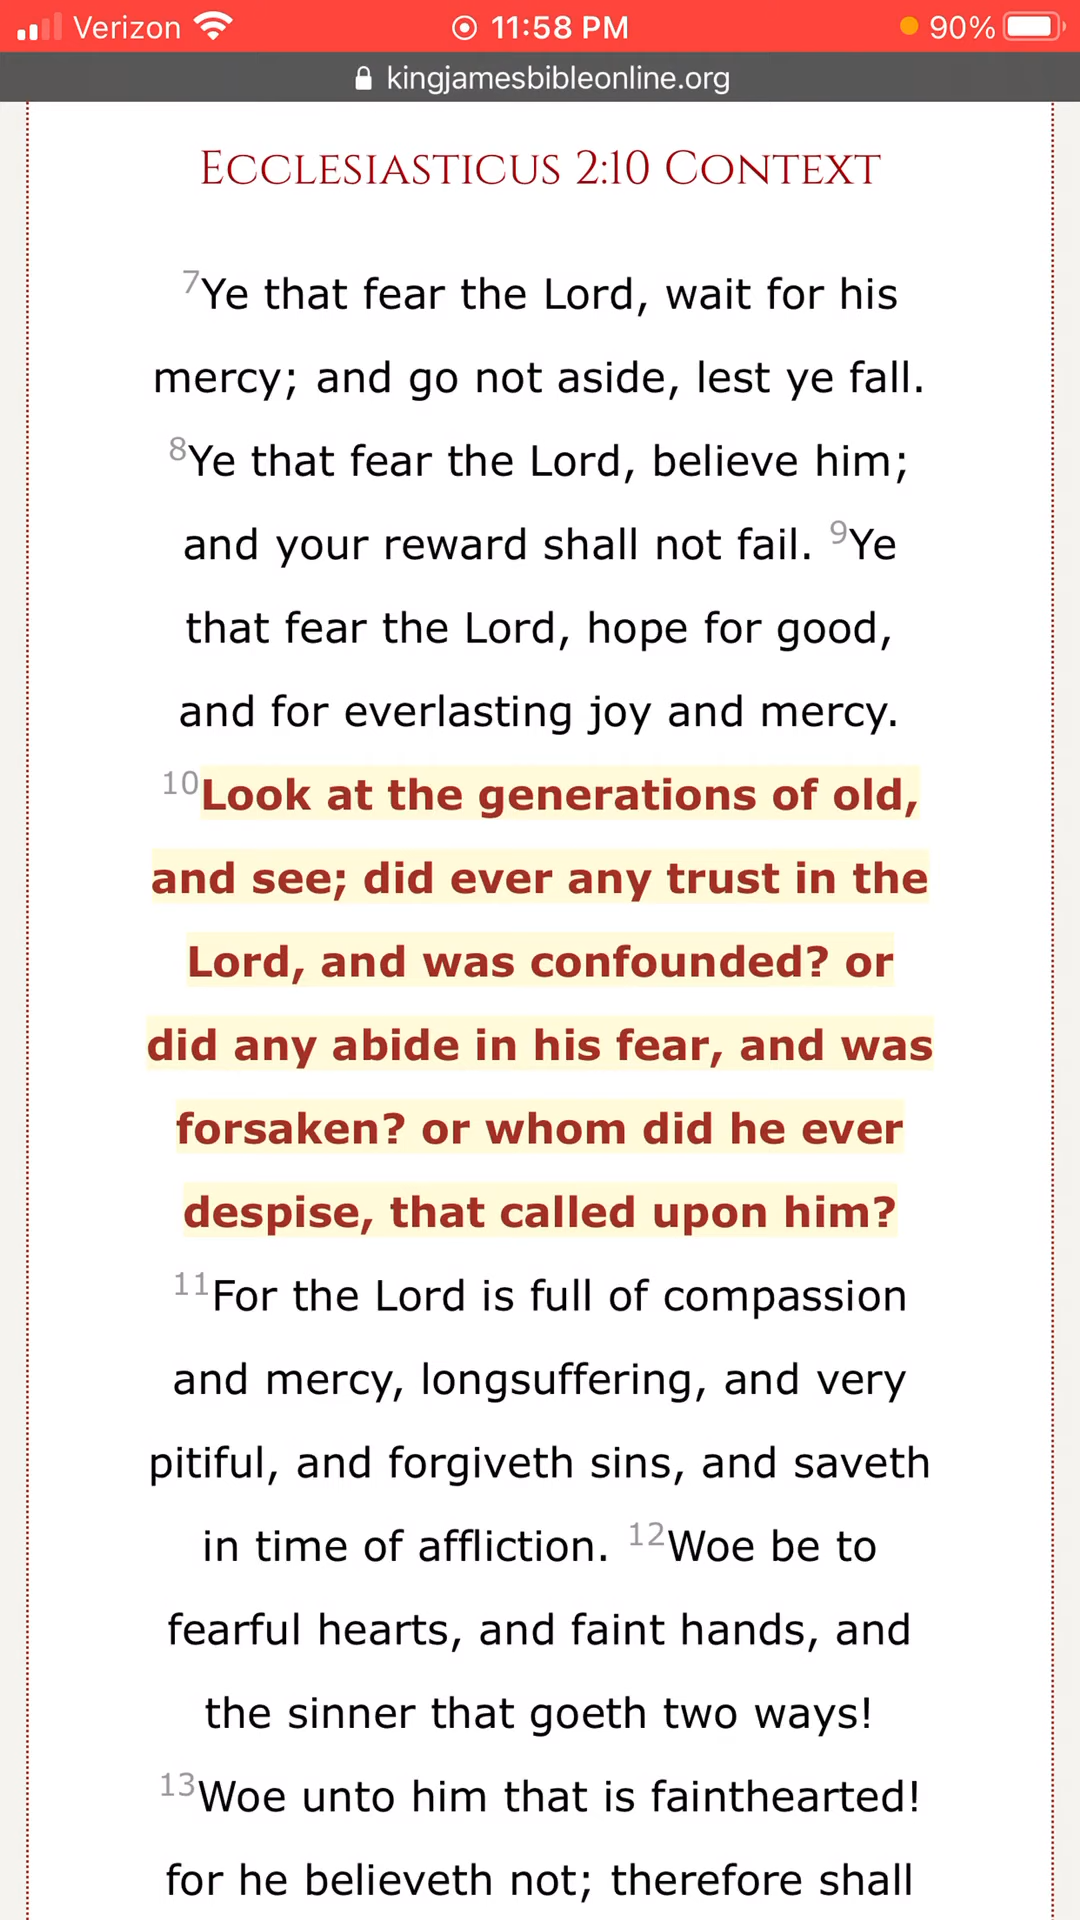 Verizon 11:58 PM 90%
kingjamesbibleonline.org
Ecclesiasticus 2:10 Context
7Ye that fear the Lord, wait for his
mercy; and go not aside, lest ye fall.
8Ye that fear the Lord, believe him;
and your reward shall not fail. 9Ye
that fear the Lord, hope for good,
and for everlasting joy and mercy.
10Look at the generations of old,
and see; did ever any trust in the
Lord, and was confounded? or
did any abide in his fear, and was
forsaken? or whom did he ever
despise, that called upon him?
11For the Lord is full of compassion
and mercy, longsuffering, and very
pitiful, and forgiveth sins, and saveth
in time of affliction. 12Woe be to
fearful hearts, and faint hands, and
the sinner that goeth two ways!
13Woe unto him that is fainthearted!
for he believeth not; therefore shall